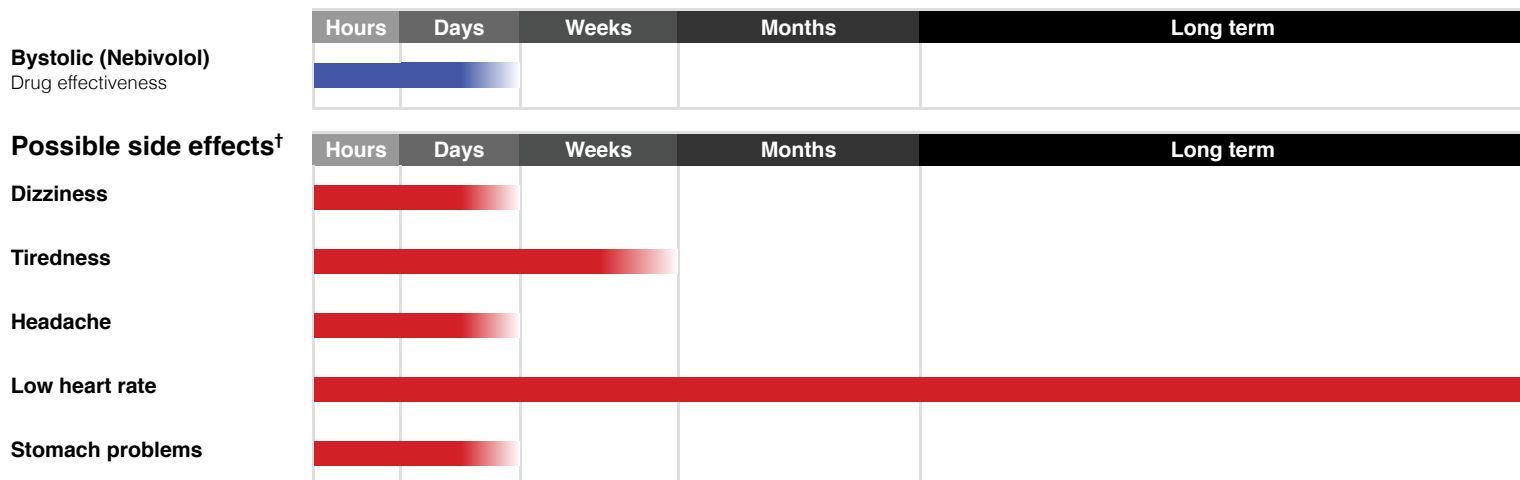 Hours Days Weeks Months Long term
Bystolic (Nebivolol)
Drug effectiveness
Possible side effects† Hours Days Weeks Months Long term
Dizziness
Tiredness
Headache
Low heart rate
Stomach problems